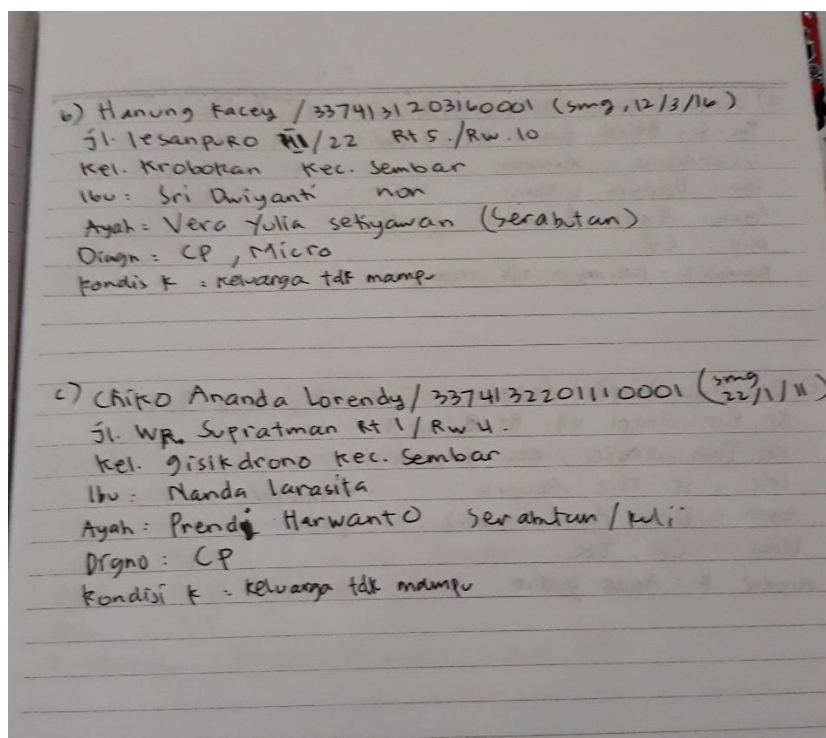 b) Hanung Kacey / 3374131203160001 (smg, 12/3/16)
Jl. lesanpuro III/22 Rt 5./Rw.10
Kel. Krobokan Kec. Sembar
Ibu : Sri Dwiyanti non
Ayah = Vera Yulia setiyawan (Serabutan)
Diagn = CP, Micro
kondis k : keluarga tdk mampu
c) Chiko Ananda Lorendy / 3374132201110001 (smg 22/1/11)
Jl. WR. Supratman Rt 1/Rw 4.
Kel. gisikdrono Kec. Sembar
Ibu : Nanda larasita
Ayah : Prendi Harwanto serabutan / kuli
Drgno : CP
kondisi k = keluarga tdk mampu